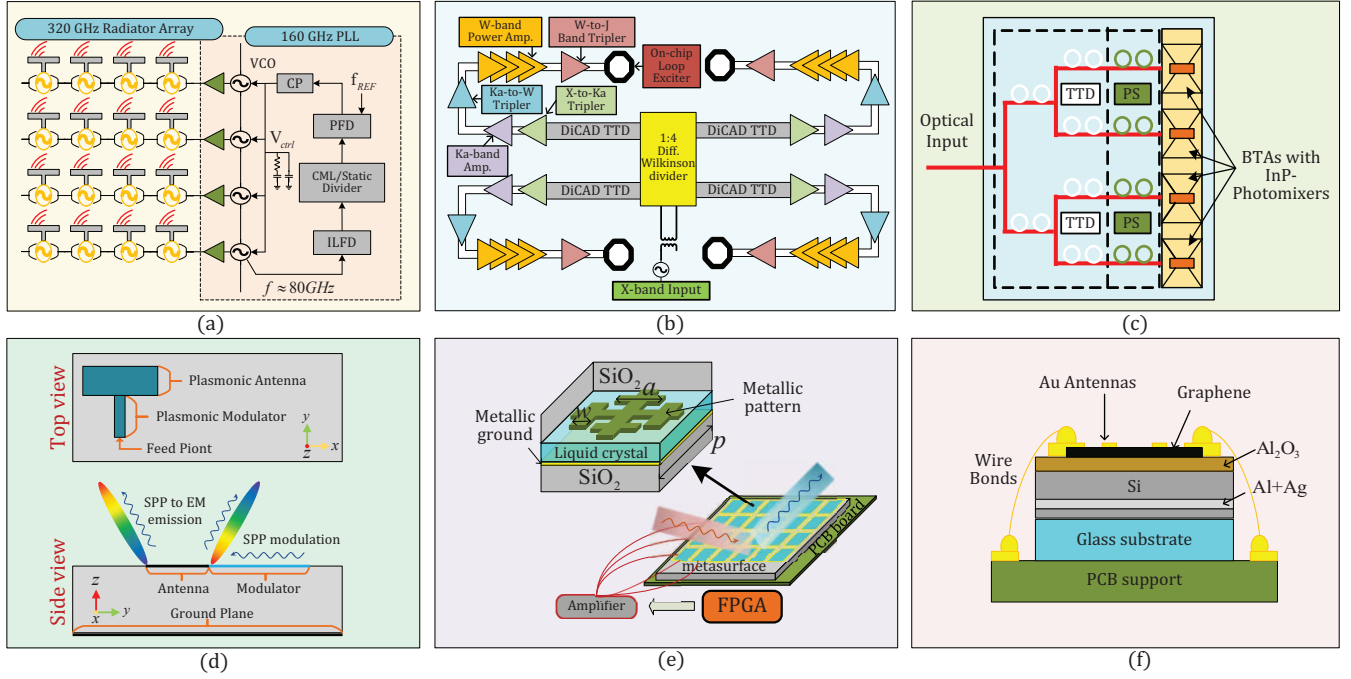 320 GHz Radiator Array
160 GHz PLL
VCO
CP
f_REF
PFD
V_ctrl
CML/Static
Divider
ILFD
f ≈ 80GHz
(a)
W-band
Power Amp.
W-to-J
Band Tripler
On-chip
Loop
Exciter
Ka-to-W
Tripler
X-to-Ka
Tripler
DiCAD TTD
DiCAD TTD
1:4
Diff.
Wilkinson
divider
Ka-band
Amp.
DiCAD TTD
DiCAD TTD
X-band Input
(b)
Optical
Input
TTD
PS
TTD
PS
BTAs with
InP-
Photomixers
(c)
Top view
Plasmonic Antenna
Plasmonic Modulator
Feed Piont
y
z
x
SPP to EM
emission
SPP modulation
Side view
Antenna
Modulator
z
x
y
Ground Plane
(d)
SiO₂
a
w
Metallic
pattern
Metallic
ground
Liquid crystal
p
SiO₂
PCB board
metasurface
Amplifier
FPGA
(e)
Au Antennas
Graphene
Wire
Bonds
Al₂O₃
Si
Al+Ag
Glass substrate
PCB support
(f)